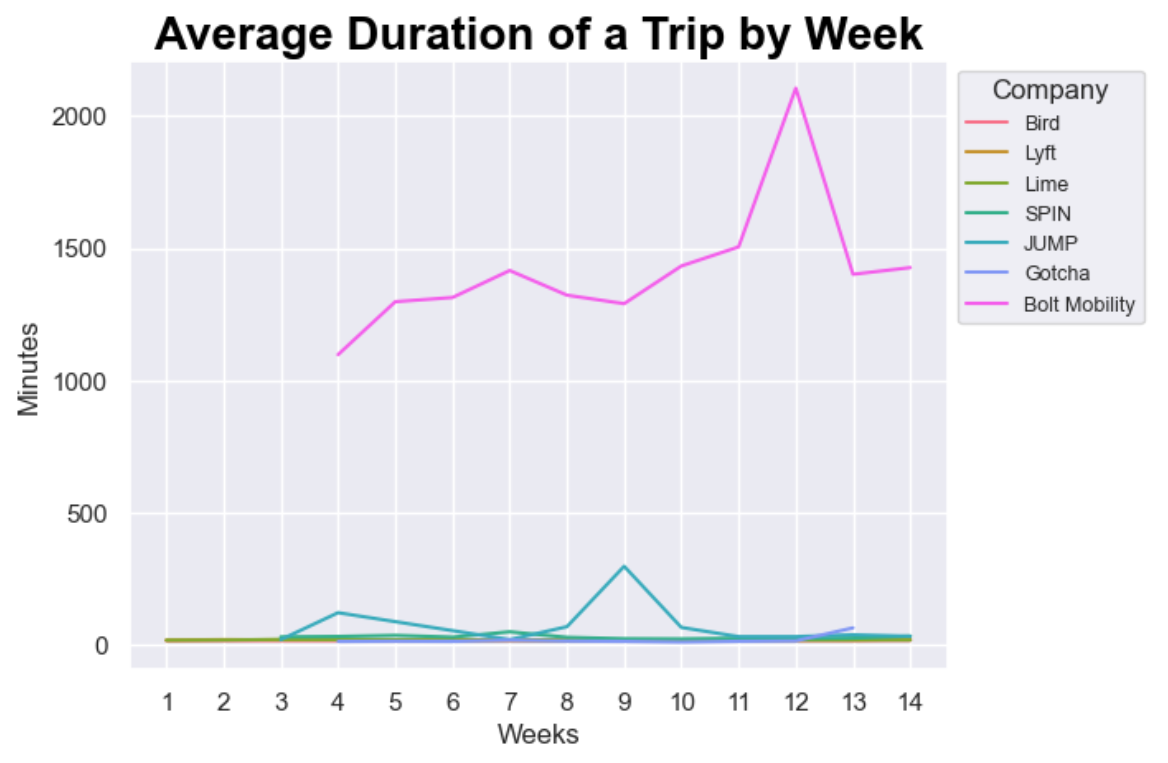 Average Duration of a Trip by Week
Company
Bird
Lyft
Lime
SPIN
JUMP
Gotcha
Bolt Mobility
Minutes
2000
1500
1000
500
0
1 2 3 4 5 6 7 8 9 10 11 12 13 14
Weeks